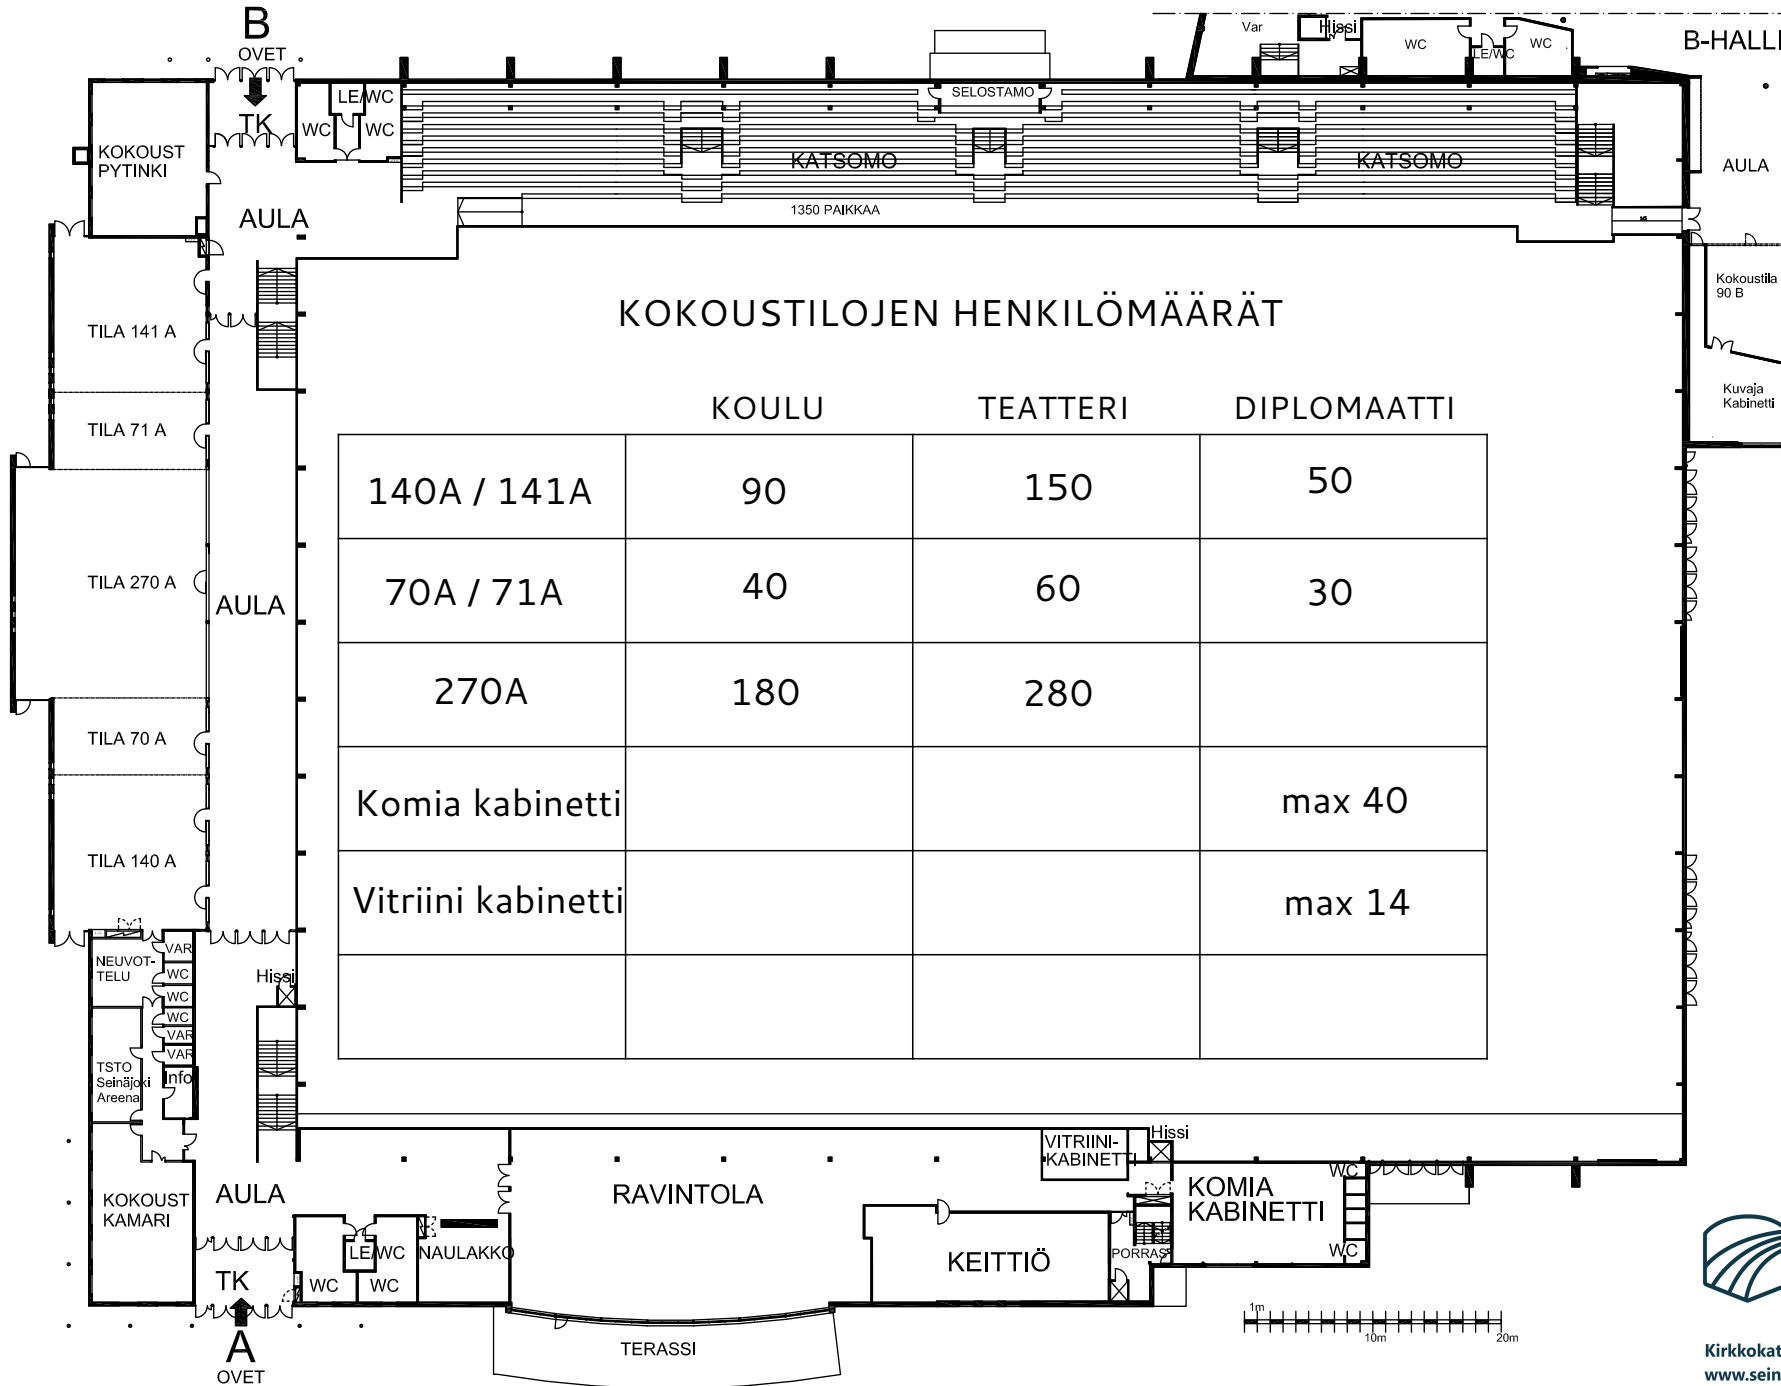 B
OVET
TK
LE/WC
WC
WC
KOKOUST
PYTINKI
AULA
SELOSTAMO
KATSOMO
KATSOMO
1350 PAIKKAA
Var
Hissi
WC
LE/WC
WC
B-HALLI
AULA
Kokoustila
90 B
Kuvaja
Kabinetti
TILA 141 A
TILA 71 A
TILA 270 A
AULA
TILA 70 A
TILA 140 A
KOKOUSTILOJEN HENKILÖMÄÄRÄT
KOULU TEATTERI DIPLOMAATTI
140A / 141A 90 150 50
70A / 71A 40 60 30
270A 180 280
Komia kabinetti max 40
Vitriini kabinetti max 14
NEUVOT-
TELU
VAR
WC
WC
WC
VAR
VAR
Info
Hissi
TSTO
Seinäjoki
Areena
KOKOUST
KAMARI
AULA
TK
A
OVET
LE/WC
WC
WC
NAULAKKO
RAVINTOLA
TERASSI
KEITTIÖ
VITRIINI-
KABINETTI
Hissi
PORRAS
KOMIA
KABINETTI
WC
WC
1m
10m
20m
Kirkkokat
www.sein